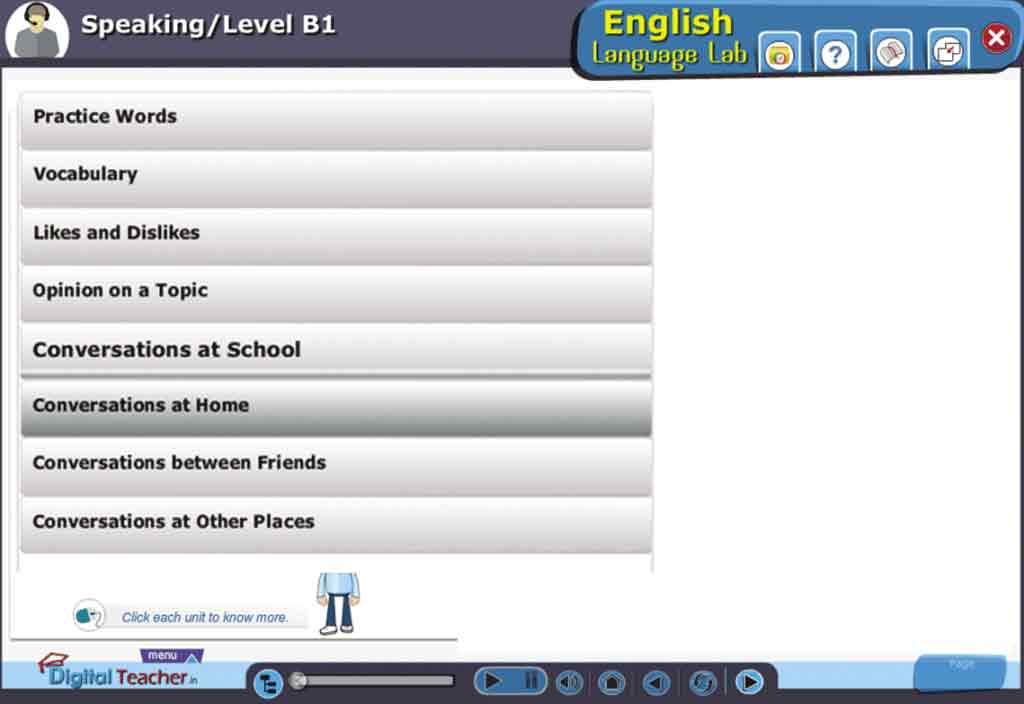 Speaking/Level B1
English
Language Lab
?
Practice Words
Vocabulary
Likes and Dislikes
Opinion on a Topic
Conversations at School
Conversations at Home
Conversations between Friends
Conversations at Other Places
Click each unit to know more.
menu
Digital Teacher.in
Page